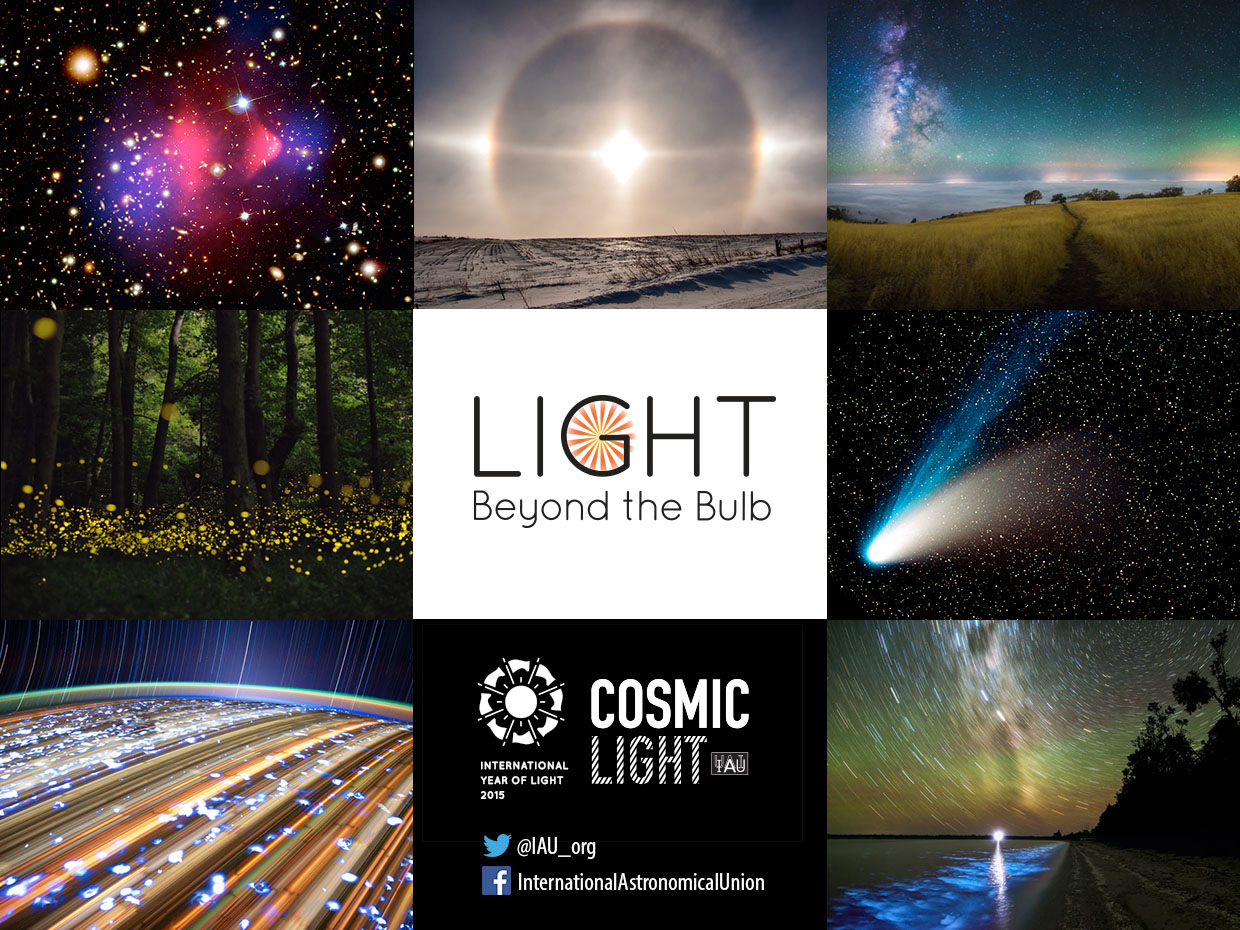 LIGHT
Beyond the Bulb
INTERNATIONAL
YEAR OF LIGHT
2015
COSMIC
LIGHT
IAU
@IAU_org
InternationalAstronomicalUnion